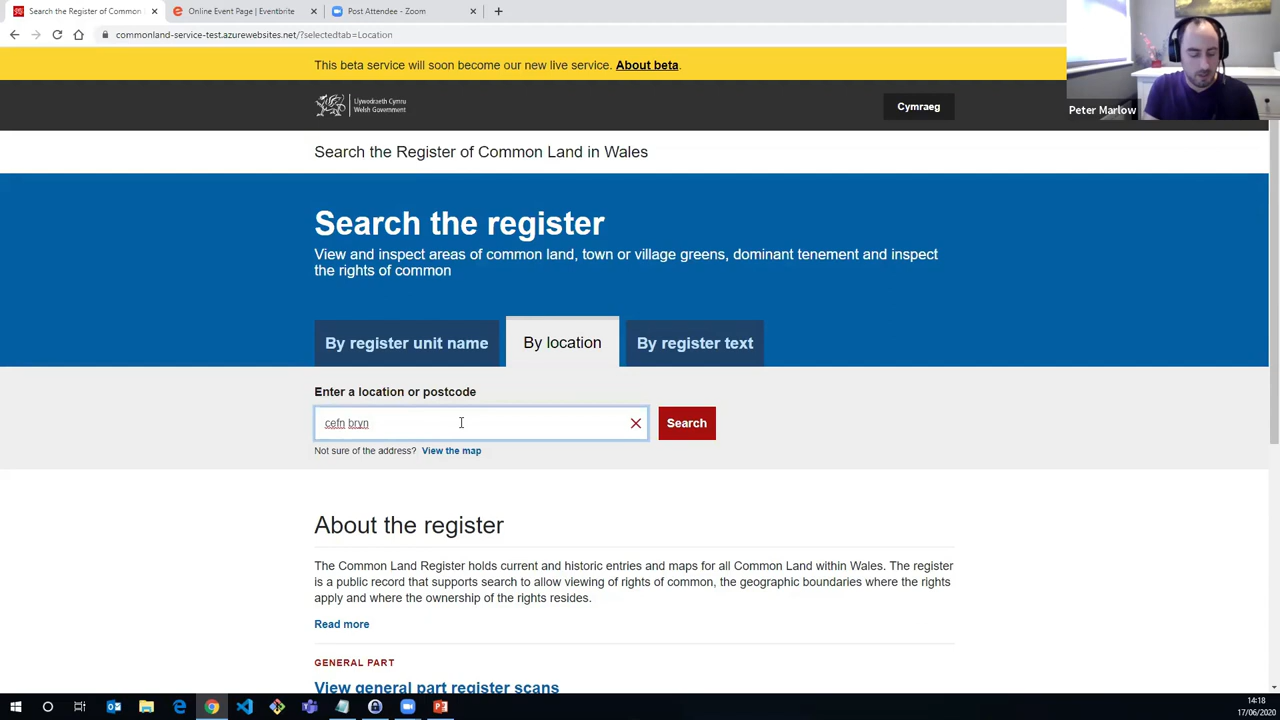 Search the Register of Common
Online Event Page | Eventbrite
Post Attendee - Zoom
commonland-service-test.azurewebsites.net/?selectedtab=Location
This beta service will soon become our new live service. About beta.
Llywodraeth Cymru
Welsh Government
Cymraeg
Peter Marlow
Search the Register of Common Land in Wales
Search the register
View and inspect areas of common land, town or village greens, dominant tenement and inspect
the rights of common
By register unit name
By location
By register text
Enter a location or postcode
cefn bryn
Search
Not sure of the address? View the map
About the register
The Common Land Register holds current and historic entries and maps for all Common Land within Wales. The register
is a public record that supports search to allow viewing of rights of common, the geographic boundaries where the rights
apply and where the ownership of the rights resides.
Read more
GENERAL PART
View general part register scans
14:18
17/06/2020